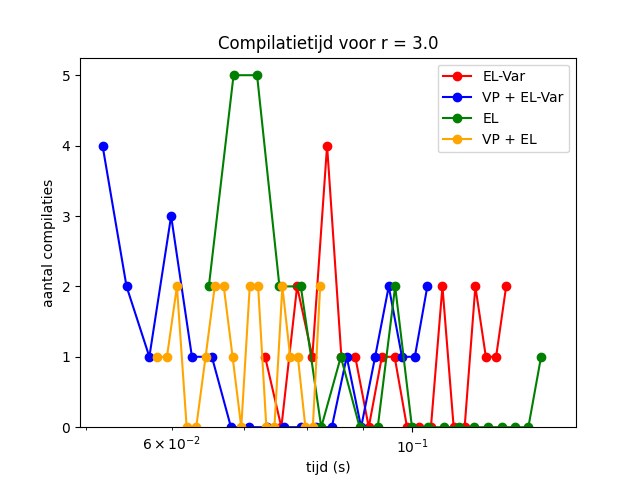 Compilatietijd voor r = 3.0
EL-Var
VP + EL-Var
EL
VP + EL
aantal compilaties
5
4
3
2
1
0
6 × 10⁻²
10⁻¹
tijd (s)